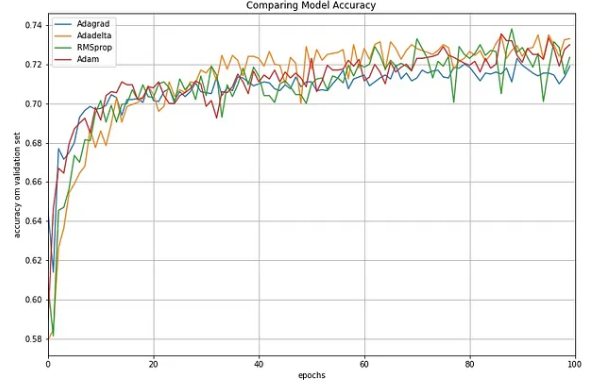 Comparing Model Accuracy
Adagrad
Adadelta
RMSprop
Adam
accuracy om validation set
0.74
0.72
0.70
0.68
0.66
0.64
0.62
0.60
0.58
0
20
40
60
80
100
epochs